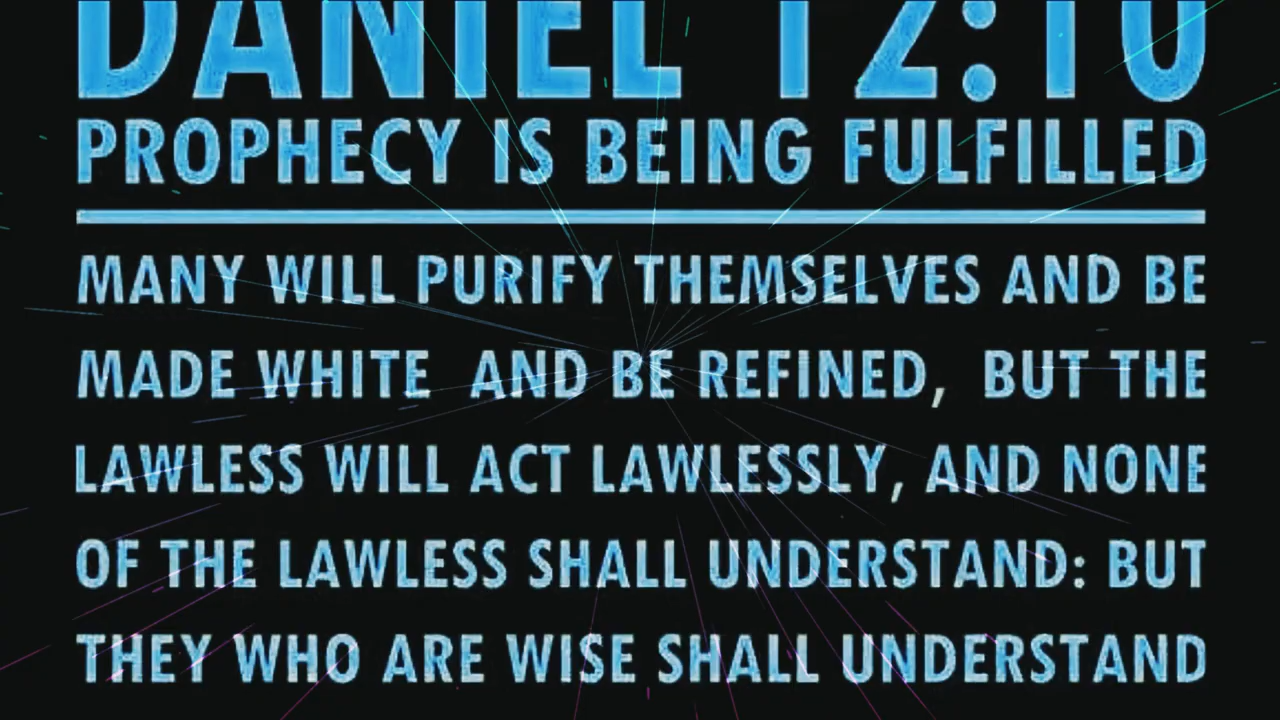 DANIEL 12:10
PROPHECY IS BEING FULFILLED
MANY WILL PURIFY THEMSELVES AND BE
MADE WHITE AND BE REFINED, BUT THE
LAWLESS WILL ACT LAWLESSLY, AND NONE
OF THE LAWLESS SHALL UNDERSTAND: BUT
THEY WHO ARE WISE SHALL UNDERSTAND